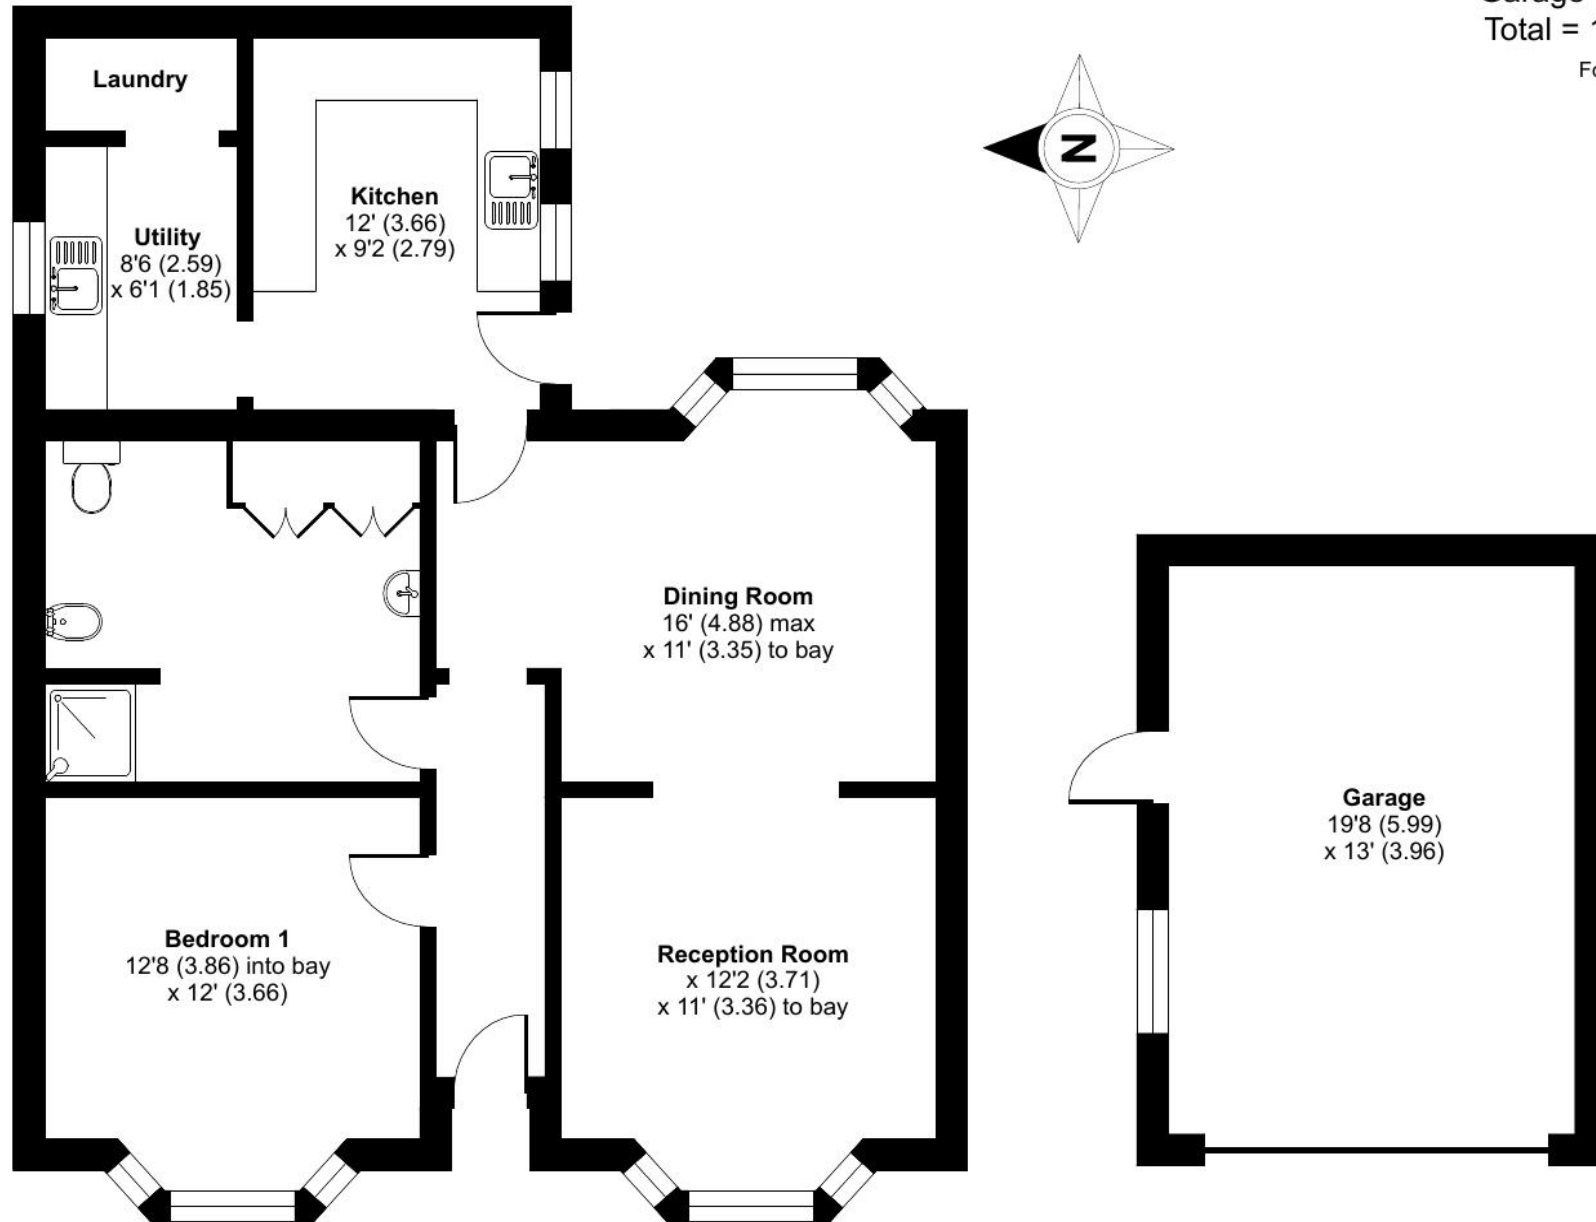 Total =
Laundry
Kitchen
12' (3.66)
x 9'2 (2.79)
Utility
8'6 (2.59)
x 6'1 (1.85)
N
Dining Room
16' (4.88) max
x 11' (3.35) to bay
Garage
19'8 (5.99)
x 13' (3.96)
Bedroom 1
12'8 (3.86) into bay
x 12' (3.66)
Reception Room
x 12'2 (3.71)
x 11' (3.36) to bay